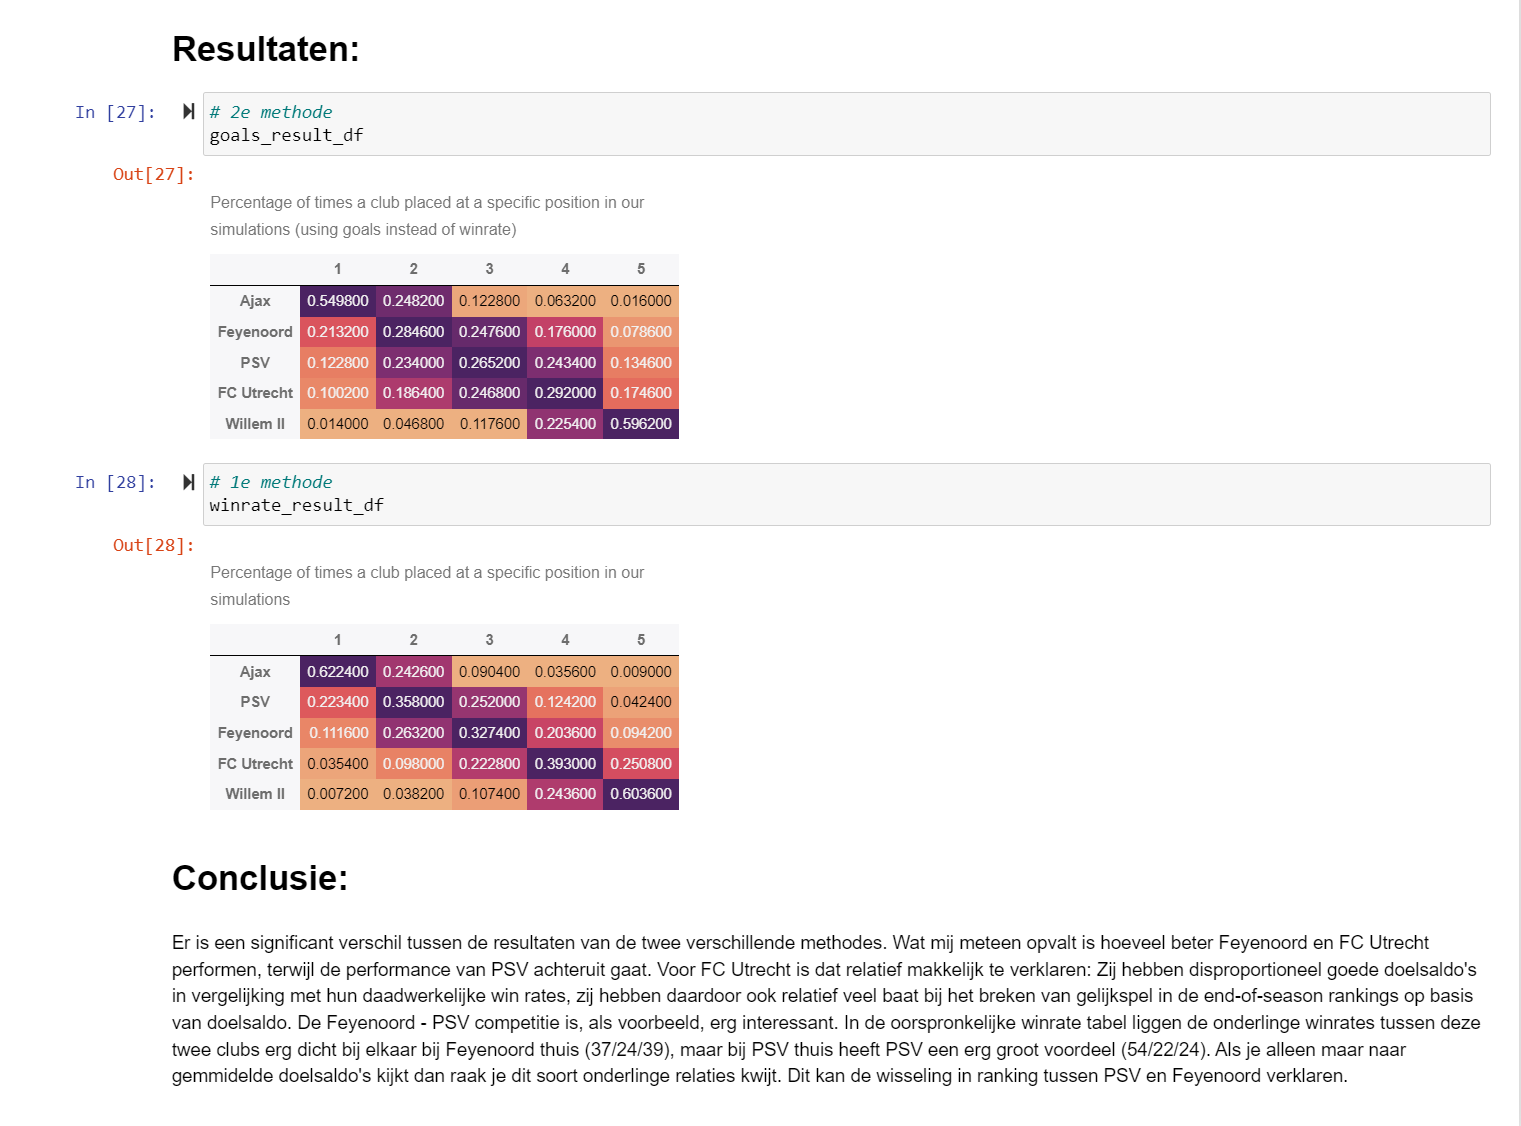 Resultaten:
In [27]:
# 2e methode
goals_result_df
Out[27]:
Percentage of times a club placed at a specific position in our
simulations (using goals instead of winrate)
1 2 3 4 5
Ajax 0.549800 0.248200 0.122800 0.063200 0.016000
Feyenoord 0.213200 0.284600 0.247600 0.176000 0.078600
PSV 0.122800 0.234000 0.265200 0.243400 0.134600
FC Utrecht 0.100200 0.186400 0.246800 0.292000 0.174600
Willem II 0.014000 0.046800 0.117600 0.225400 0.596200
In [28]:
# 1e methode
winrate_result_df
Out[28]:
Percentage of times a club placed at a specific position in our
simulations
1 2 3 4 5
Ajax 0.622400 0.242600 0.090400 0.035600 0.009000
PSV 0.223400 0.358000 0.252000 0.124200 0.042400
Feyenoord 0.111600 0.263200 0.327400 0.203600 0.094200
FC Utrecht 0.035400 0.098000 0.222800 0.393000 0.250800
Willem II 0.007200 0.038200 0.107400 0.243600 0.603600
Conclusie:
Er is een significant verschil tussen de resultaten van de twee verschillende methodes. Wat mij meteen opvalt is hoeveel beter Feyenoord en FC Utrecht
performen, terwijl de performance van PSV achteruit gaat. Voor FC Utrecht is dat relatief makkelijk te verklaren: Zij hebben disproportioneel goede doelsaldo's
in vergelijking met hun daadwerkelijke win rates, zij hebben daardoor ook relatief veel baat bij het breken van gelijkspel in de end-of-season rankings op basis
van doelsaldo. De Feyenoord - PSV competitie is, als voorbeeld, erg interessant. In de oorspronkelijke winrate tabel liggen de onderlinge winrates tussen deze
twee clubs erg dicht bij elkaar bij Feyenoord thuis (37/24/39), maar bij PSV thuis heeft PSV een erg groot voordeel (54/22/24). Als je alleen maar naar
gemmidelde doelsaldo's kijkt dan raak je dit soort onderlinge relaties kwijt. Dit kan de wisseling in ranking tussen PSV en Feyenoord verklaren.